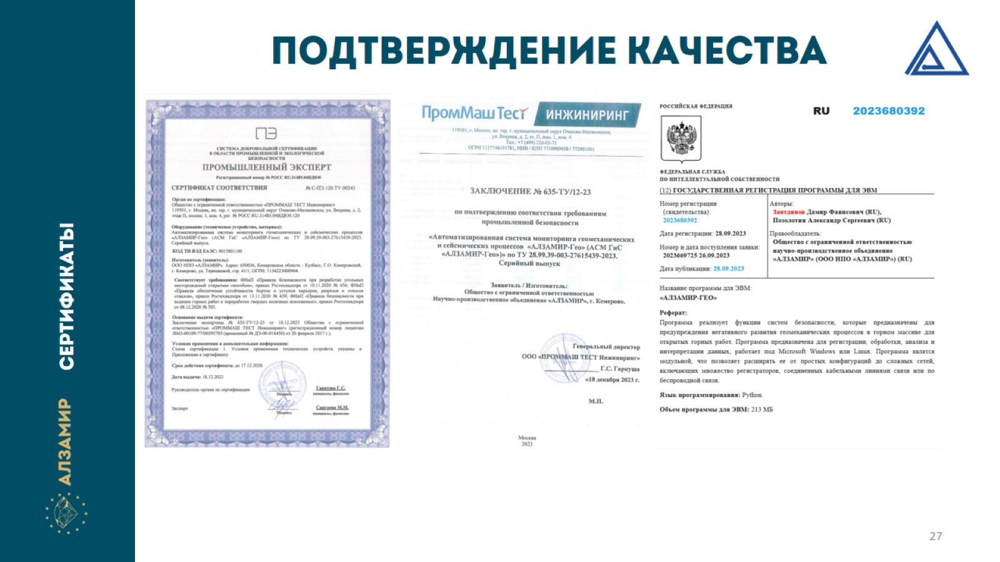 ПОДТВЕРЖДЕНИЕ КАЧЕСТВА
АЛЗАМИР СЕРТИФИКАТЫ
ПЭ
СИСТЕМА ДОБРОВОЛЬНОЙ СЕРТИФИКАЦИИ
В ОБЛАСТИ ПРОМЫШЛЕННОЙ И ЭКОЛОГИЧЕСКОЙ
БЕЗОПАСНОСТИ
ПРОМЫШЛЕННЫЙ ЭКСПЕРТ
Регистрационный номер № РОСС RU.31485.04ИДЮ0
СЕРТИФИКАТ СООТВЕТСТВИЯ № С-ПЭ.120.ТУ.00243
Орган по сертификации:
Общество с ограниченной ответственностью «ПРОММАШ ТЕСТ Инжиниринг»
119501, г. Москва, вн. тер. г. муниципальный округ Очаково-Матвеевское, ул. Веерная, д. 2,
этаж П, помещ. 1, ком. 4, рег. № РОСС RU.31485.04ИДЮ0.120
Оборудование (техническое устройство, материал):
Автоматизированная система мониторинга геомеханических и сейсмических процессов
«АЛЗАМИР-Гео» (АСМ ГиС «АЛЗАМИР-Гео») по ТУ 28.99.39-003-27615439-2023.
Серийный выпуск.
КОД ТН ВЭД ЕАЭС: 9015801100
Изготовитель (заявитель):
ООО НПО «АЛЗАМИР». Адрес: 650036, Кемеровская область - Кузбасс, Г.О. Кемеровский,
г. Кемерово, ул. Терешковой, стр. 41/1, ОГРН: 1154223000964.
Соответствует требованиям: ФНиП «Правила безопасности при разработке угольных
месторождений открытым способом», приказ Ростехнадзора от 10.11.2020 № 436; ФНиП
«Правила обеспечения устойчивости бортов и уступов карьеров, разрезов и откосов
отвалов», приказ Ростехнадзора от 13.11.2020 № 439; ФНиП «Правила безопасности при
ведении горных работ и переработке твердых полезных ископаемых», приказ Ростехнадзора
от 08.12.2020 № 505.
Основание выдачи сертификата:
Заключение экспертизы № 635-ТУ/12-23 от 18.12.2023 Общества с ограниченной
ответственностью «ПРОММАШ ТЕСТ Инжиниринг» (регистрационный номер лицензии
Л043-00109-77/00592785 (временный № ДЭ-00-016450) от 20 февраля 2017 г.).
Условия применения и дополнительная информация:
Схема сертификации 1. Условия применения технических устройств указаны в
Приложении к сертификату
Срок действия сертификата: до 17.12.2028
Дата выдачи: 18.12.2023
Руководитель органа по сертификации
Подпись
Гаркуша Г.С.
инициалы, фамилия
Эксперт
Подпись
Сергеева М.М.
инициалы, фамилия
ПромМаш Тест ИНЖИНИРИНГ
119501, г. Москва, вн. тер. г. муниципальный округ Очаково-Матвеевское,
ул. Веерная, д. 2, эт. П, пом. 1, ком. 4
Тел.: +7 (499) 226-03-71
ОГРН 1127746191781, ИНН / КПП 7710909058 / 772901001
ЗАКЛЮЧЕНИЕ № 635-ТУ/12-23
по подтверждению соответствия требованиям
промышленной безопасности
«Автоматизированная система мониторинга геомеханических
и сейсмических процессов «АЛЗАМИР-Гео» (АСМ ГиС
«АЛЗАМИР-Гео»)» по ТУ 28.99.39-003-27615439-2023.
Серийный выпуск
Заявитель / Изготовитель:
Общество с ограниченной ответственностью
Научно-производственное объединение «АЛЗАМИР», г. Кемерово.
Генеральный директор
ООО «ПРОММАШ ТЕСТ Инжиниринг»
Г.С. Гаркуша
«18 декабря 2023 г.
М.П.
Москва
2023
РОССИЙСКАЯ ФЕДЕРАЦИЯ
RU 2023680392
ФЕДЕРАЛЬНАЯ СЛУЖБА
ПО ИНТЕЛЛЕКТУАЛЬНОЙ СОБСТВЕННОСТИ
(12) ГОСУДАРСТВЕННАЯ РЕГИСТРАЦИЯ ПРОГРАММЫ ДЛЯ ЭВМ
Номер регистрации
(свидетельства):
2023680392
Дата регистрации: 28.09.2023
Номер и дата поступления заявки:
2023669725 26.09.2023
Дата публикации: 28.09.2023
Авторы:
Заятдинов Дамир Фанисович (RU),
Позолотин Александр Сергеевич (RU)
Правообладатель:
Общество с ограниченной ответственностью
научно-производственное объединение
«АЛЗАМИР» (ООО НПО «АЛЗАМИР») (RU)
Название программы для ЭВМ:
«АЛЗАМИР-ГЕО»
Реферат:
Программа реализует функции систем безопасности, которые предназначены для
предупреждения негативного развития геомеханических процессов в горном массиве для
открытых горных работ. Программа предназначена для регистрации, обработки, анализа и
интерпретации данных, работает под Microsoft Windows или Linux. Программа являтся
модульной, что позволяет расширять ее от простых конфигураций до сложных сетей,
включающих множество регистраторов, соединенных кабельными линиями связи или по
беспроводной связи.
Язык программирования: Python
Объем программы для ЭВМ: 213 МБ
27